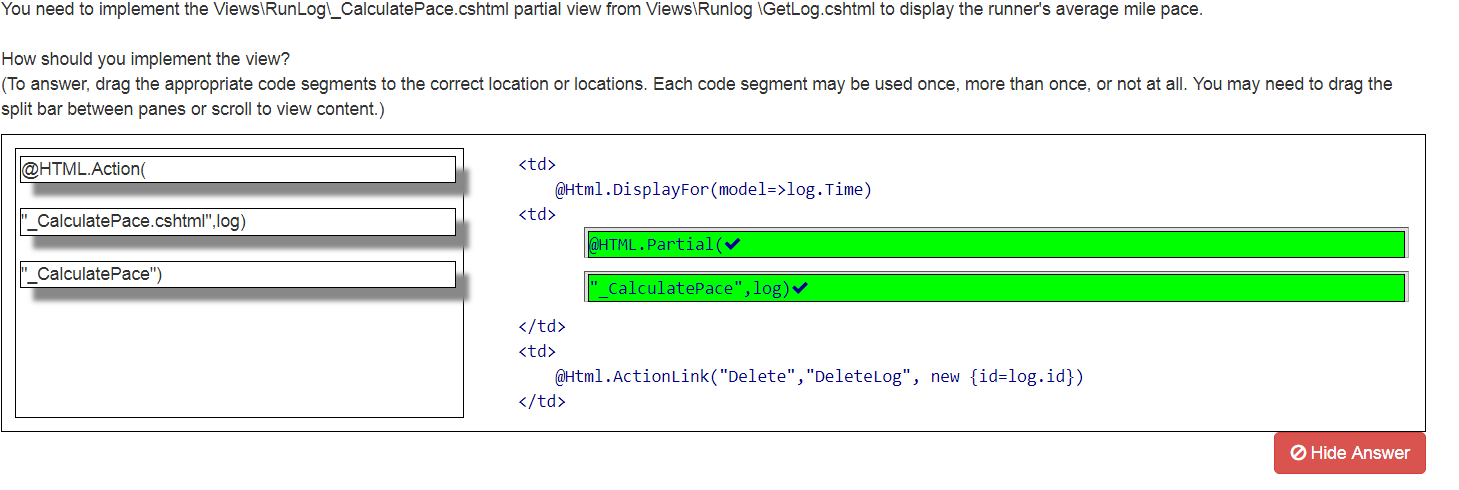 You need to implement the Views\RunLog\_CalculatePace.cshtml partial view from Views\Runlog \GetLog.cshtml to display the runner's average mile pace.
How should you implement the view?
(To answer, drag the appropriate code segments to the correct location or locations. Each code segment may be used once, more than once, or not at all. You may need to drag the
split bar between panes or scroll to view content.)
@HTML.Action(
"_CalculatePace.cshtml",log)
"_CalculatePace")
<td>
@Html.DisplayFor(model=>log.Time)
<td>
@HTML.Partial(✔
"_CalculatePace",log)✔
</td>
<td>
@Html.ActionLink("Delete","DeleteLog", new {id=log.id})
</td>
Hide Answer